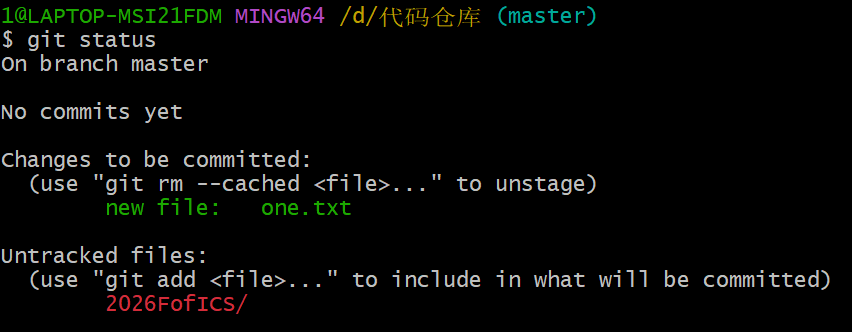 1@LAPTOP-MSI21FDM MINGW64 /d/代码仓库 (master)
$ git status
On branch master
No commits yet
Changes to be committed:
(use "git rm --cached <file>..." to unstage)
new file:   one.txt
Untracked files:
(use "git add <file>..." to include in what will be committed)
2026FofICS/